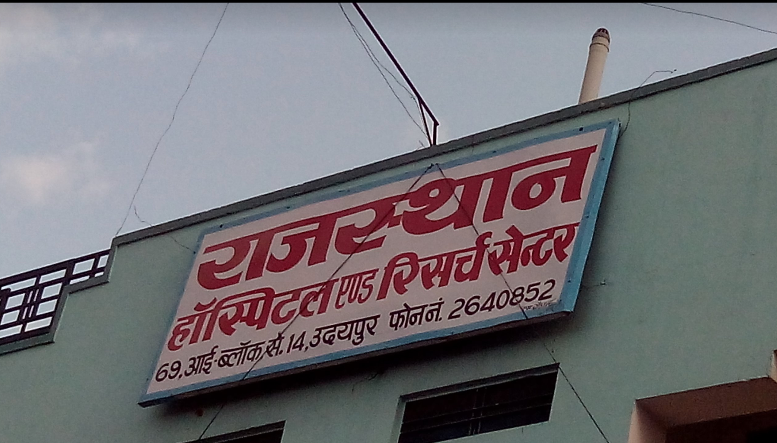 राजस्थान
हॉस्पिटल एण्ड रिसर्च सेन्टर
69, आई-ब्लॉक, से. 14, उदयपुर फोन नं. 2640852